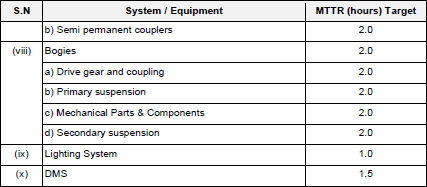 S.N System / Equipment MTTR (hours) Target
b) Semi permanent couplers 2.0
(viii) Bogies 2.0
a) Drive gear and coupling 2.0
b) Primary suspension 2.0
c) Mechanical Parts & Components 2.0
d) Secondary suspension 2.0
(ix) Lighting System 1.0
(x) DMS 1.5